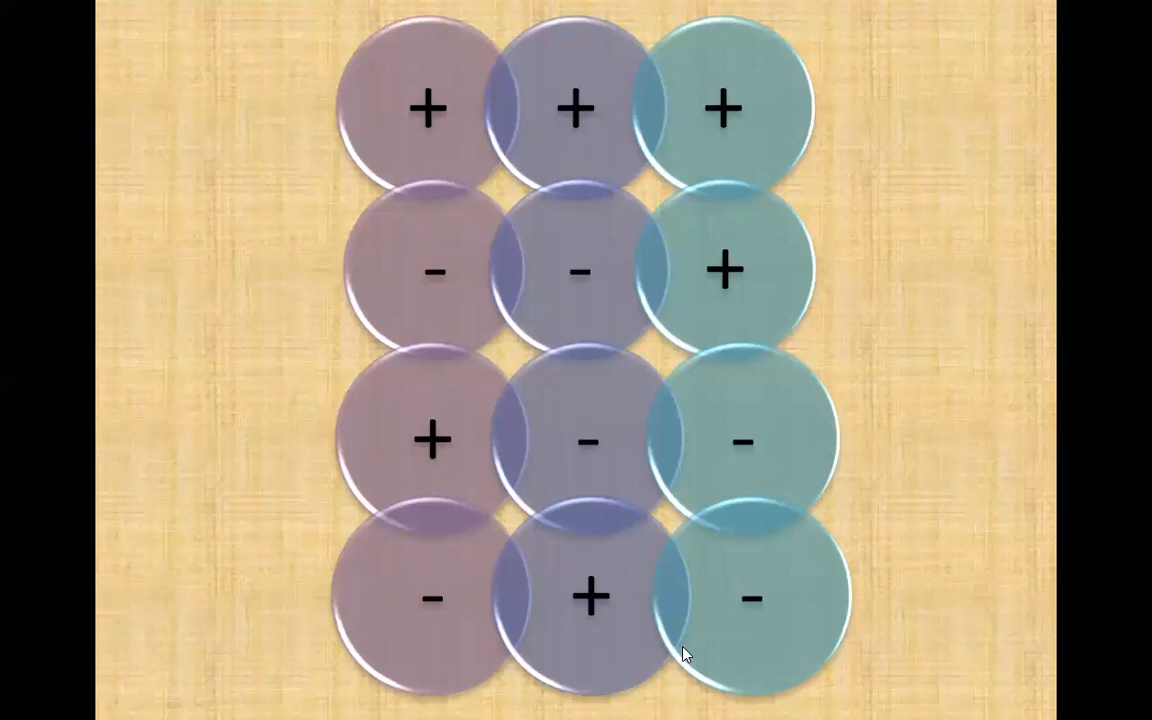 + + +
- - +
+ - -
- + -